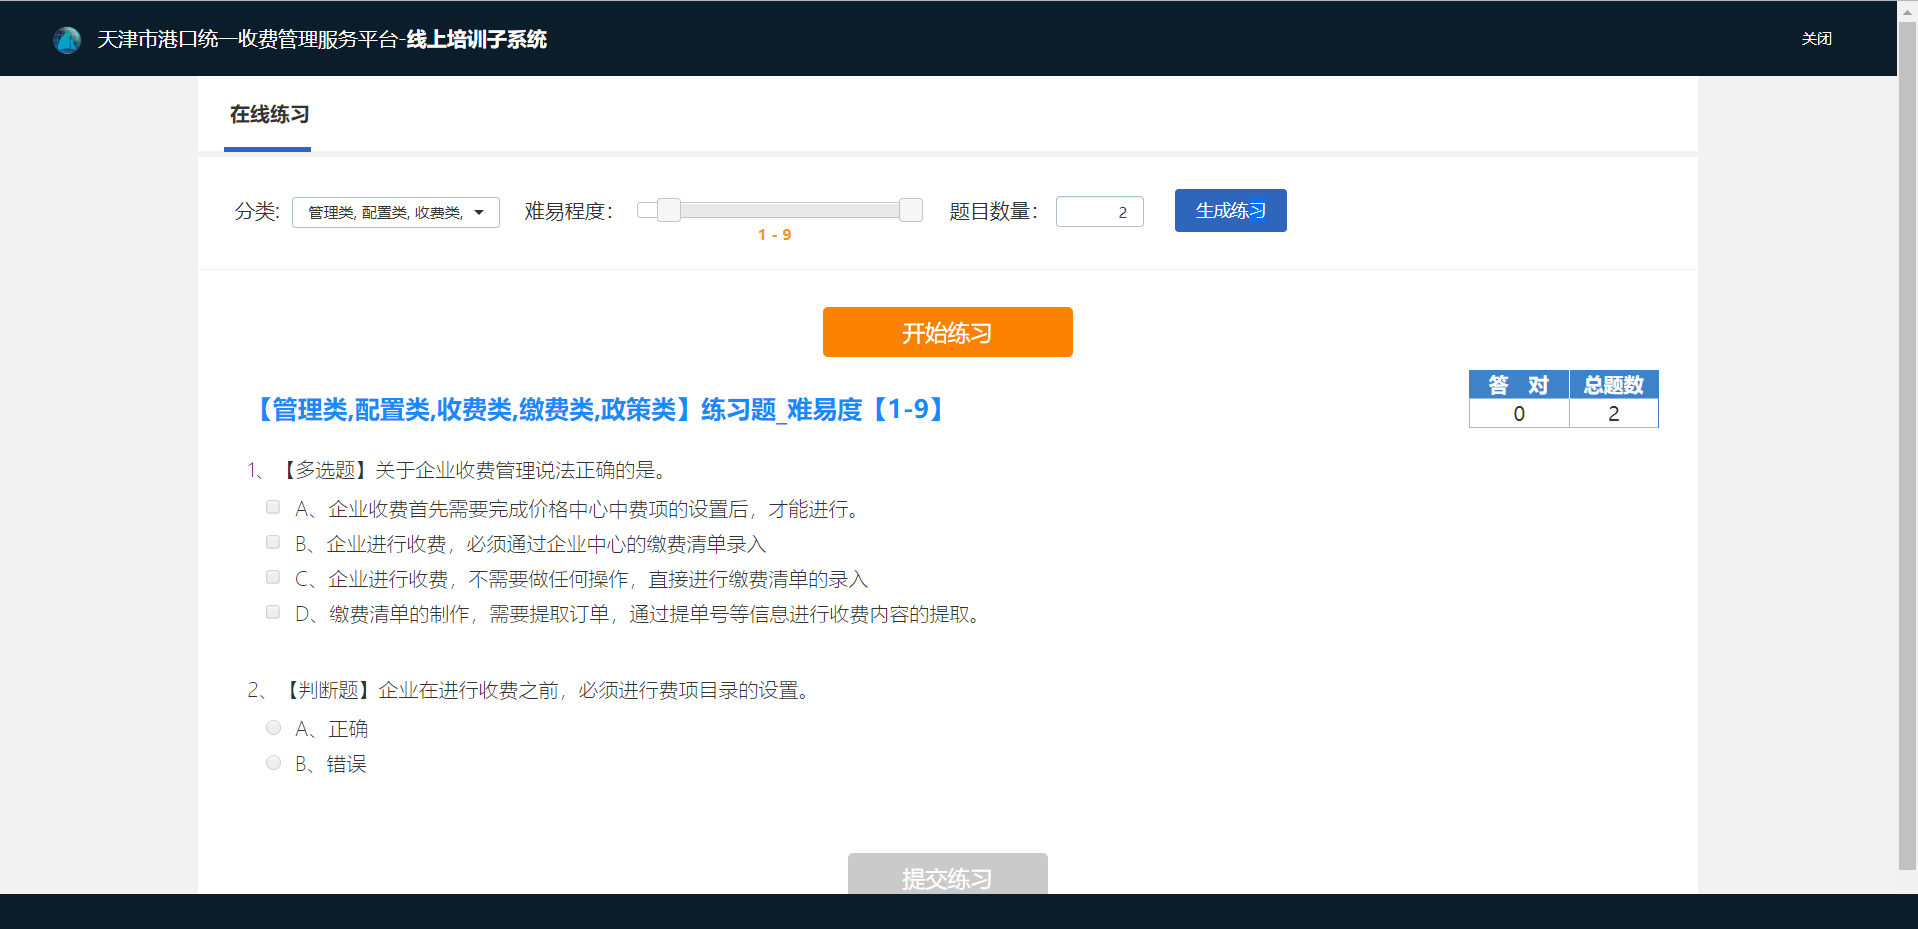 天津市港口统一收费管理服务平台-线上培训子系统
关闭
在线练习
分类: 管理类, 配置类, 收费类, 难易程度： 题目数量： 2 生成练习
1 - 9
开始练习
答 对 总题数
0 2
【管理类,配置类,收费类,缴费类,政策类】练习题_难易度【1-9】
1、【多选题】关于企业收费管理说法正确的是。
A、企业收费首先需要完成价格中心中费项的设置后，才能进行。
B、企业进行收费，必须通过企业中心的缴费清单录入
C、企业进行收费，不需要做任何操作，直接进行缴费清单的录入
D、缴费清单的制作，需要提取订单，通过提单号等信息进行收费内容的提取。
2、【判断题】企业在进行收费之前，必须进行费项目录的设置。
A、正确
B、错误
提交练习